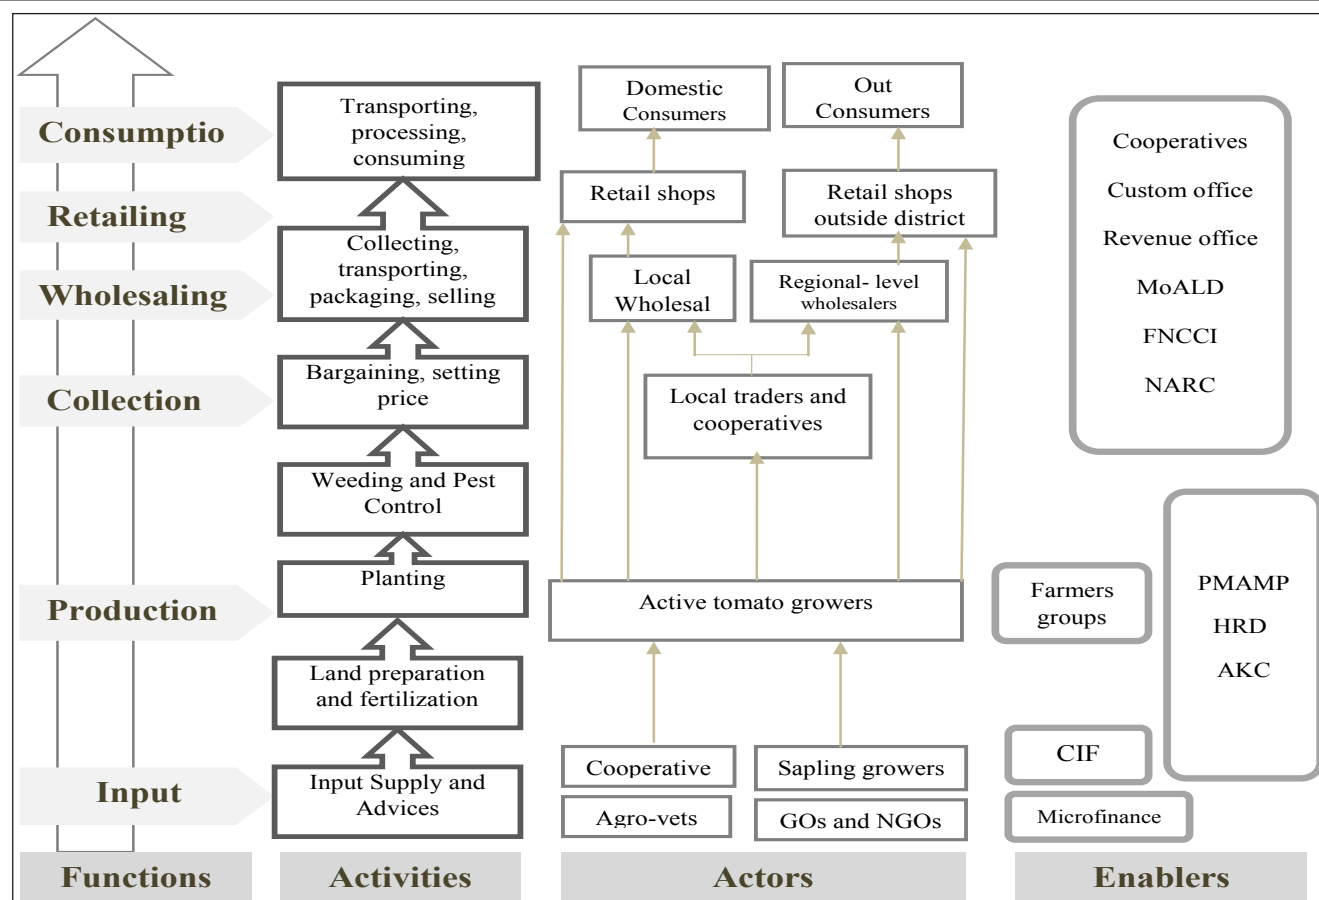 Consumptio
Retailing
Wholesaling
Collection
Production
Input
Functions
Transporting,
processing,
consuming
Collecting,
transporting,
packaging, selling
Bargaining, setting
price
Weeding and Pest
Control
Planting
Land preparation
and fertilization
Input Supply and
Advices
Activities
Domestic
Consumers
Out
Consumers
Retail shops
Retail shops
outside district
Local
Wholesal
Regional- level
wholesalers
Local traders and
cooperatives
Active tomato growers
Cooperative
Sapling growers
Agro-vets
GOs and NGOs
Actors
Cooperatives
Custom office
Revenue office
MoALD
FNCCI
NARC
Farmers
groups
PMAMP
HRD
AKC
CIF
Microfinance
Enablers